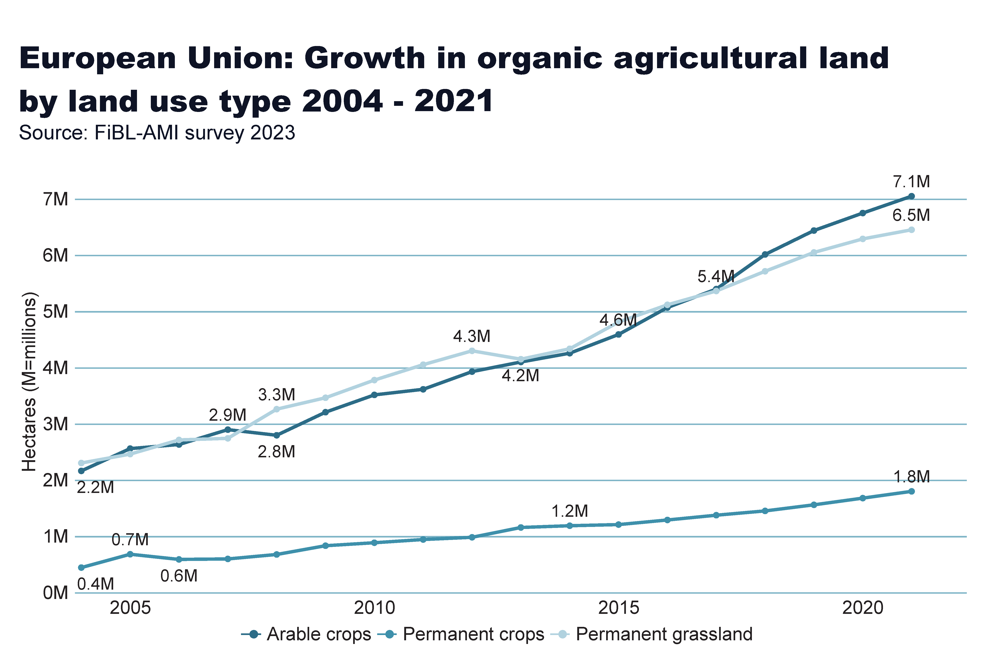 European Union: Growth in organic agricultural land
by land use type 2004 - 2021
Source: FiBL-AMI survey 2023
Hectares (M=millions)
7M
6M
5M
4M
3M
2M
1M
0M
7.1M
6.5M
5.4M
4.6M
4.3M
4.2M
3.3M
2.9M
2.8M
2.2M
1.8M
1.2M
0.7M
0.6M
0.4M
2005 2010 2015 2020
Arable crops Permanent crops Permanent grassland